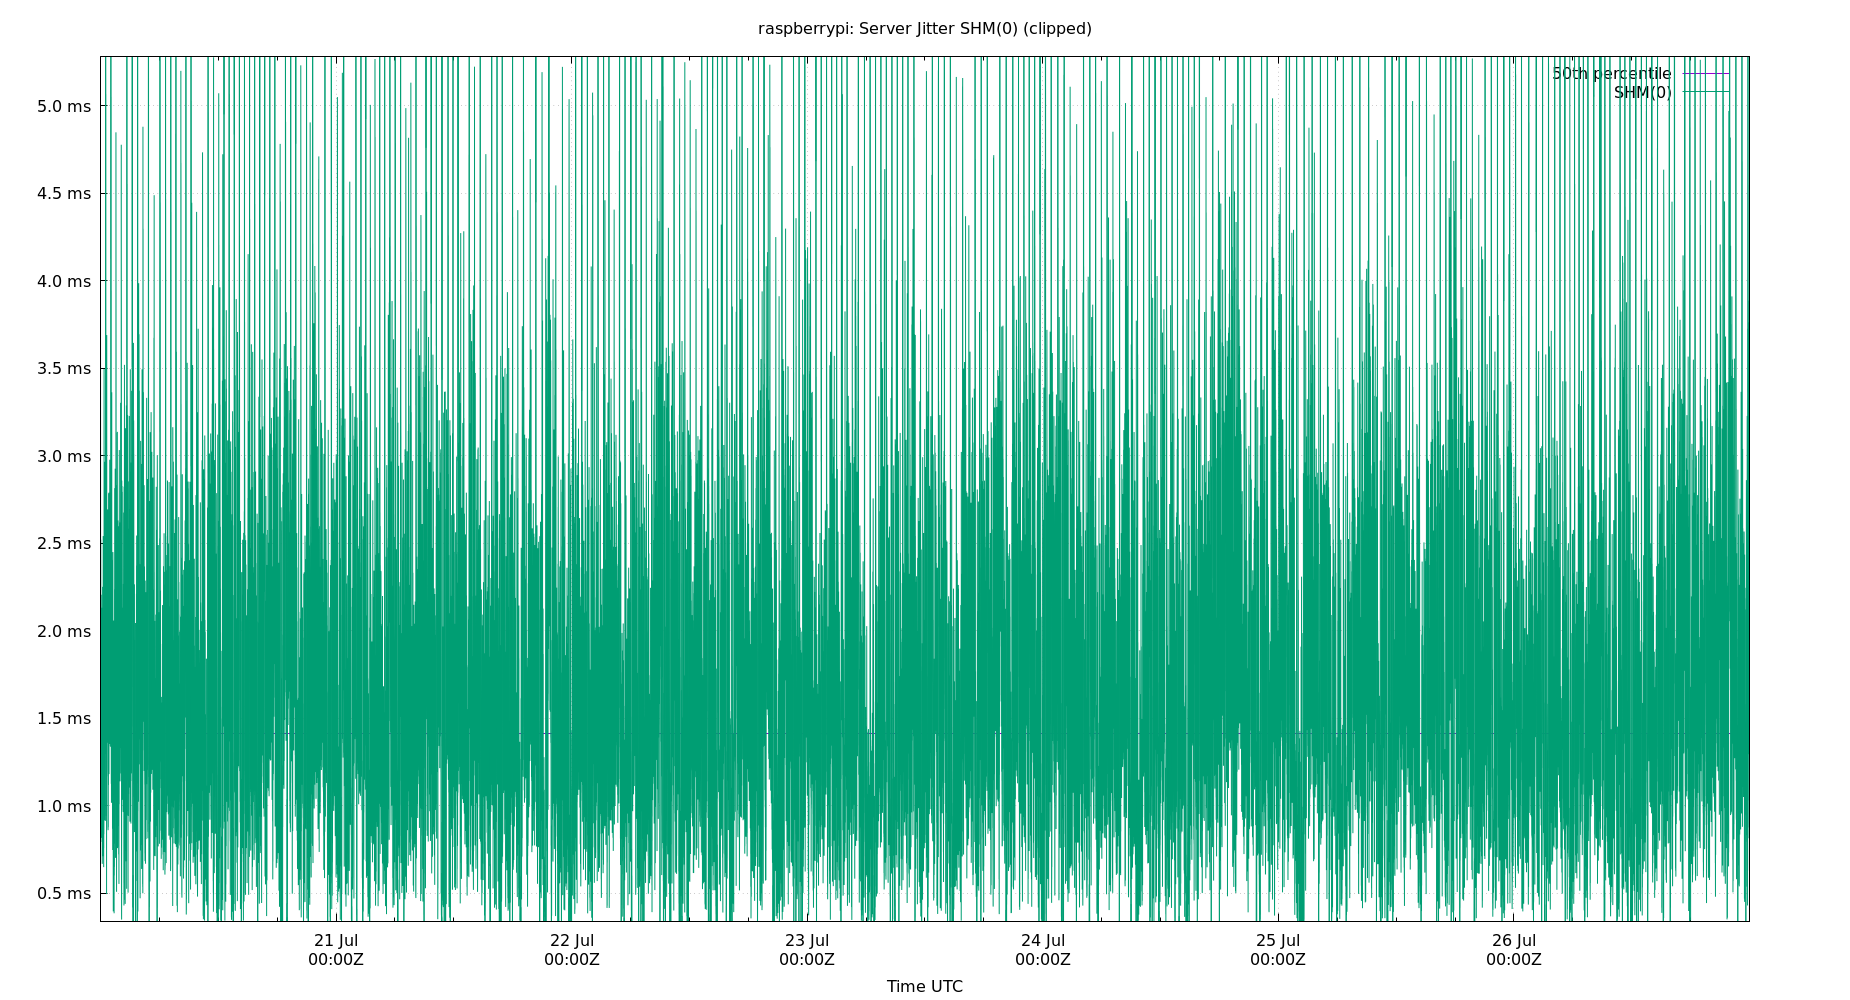 raspberrypi: Server Jitter SHM(0) (clipped)
50th percentile
SHM(0)
5.0 ms
4.5 ms
4.0 ms
3.5 ms
3.0 ms
2.5 ms
2.0 ms
1.5 ms
1.0 ms
0.5 ms
21 Jul
00:00Z
22 Jul
00:00Z
23 Jul
00:00Z
24 Jul
00:00Z
25 Jul
00:00Z
26 Jul
00:00Z
Time UTC